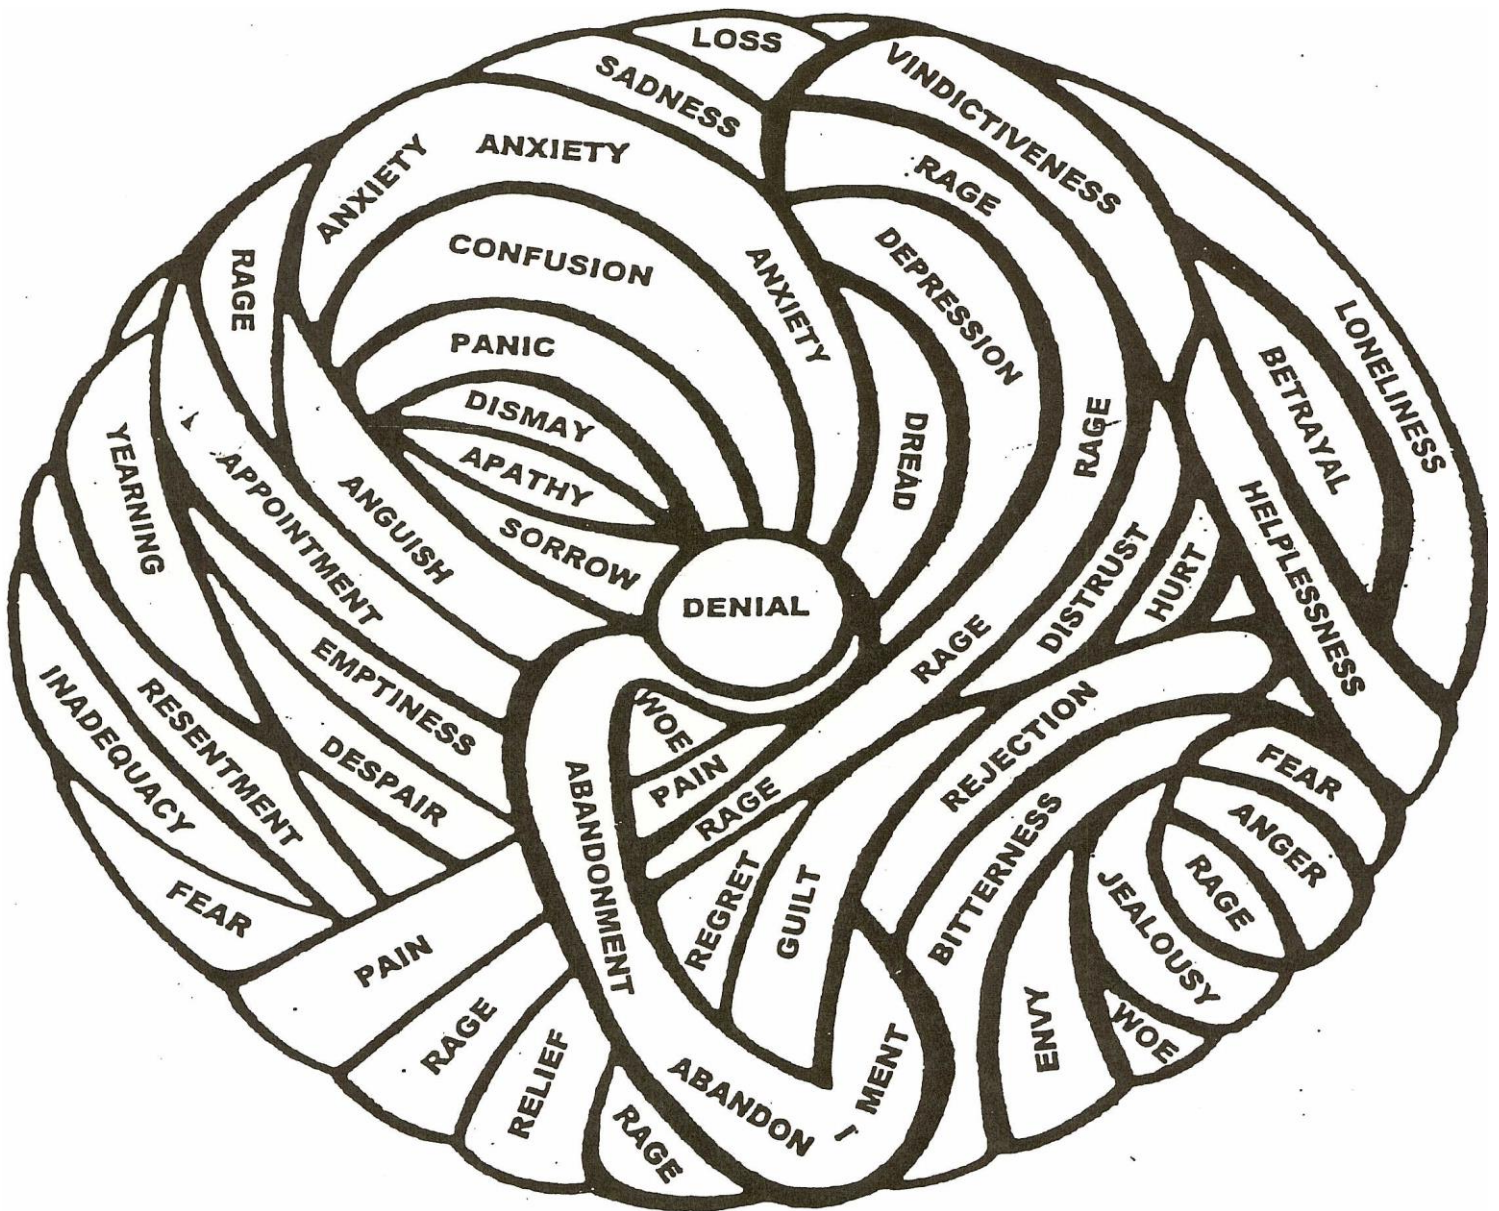 LOSS
SADNESS
VINDICTIVENESS
ANXIETY
ANXIETY
ANXIETY
RAGE
RAGE
CONFUSION
DEPRESSION
LONELINESS
PANIC
BETRAYAL
DISMAY
RAGE
DREAD
YEARNING
APPOINTMENT
ANGUISH
APATHY
SORROW
HELPLESSNESS
DENIAL
DISTRUST
HURT
RAGE
EMPTINESS
INADEQUACY
RESENTMENT
DESPAIR
WOE
PAIN
RAGE
REJECTION
FEAR
ANGER
RAGE
ABANDONMENT
BITTERNESS
JEALOUSY
FEAR
PAIN
REGRET
GUILT
RAGE
RELIEF
RAGE
ABANDON
MENT
ENVY
WOE